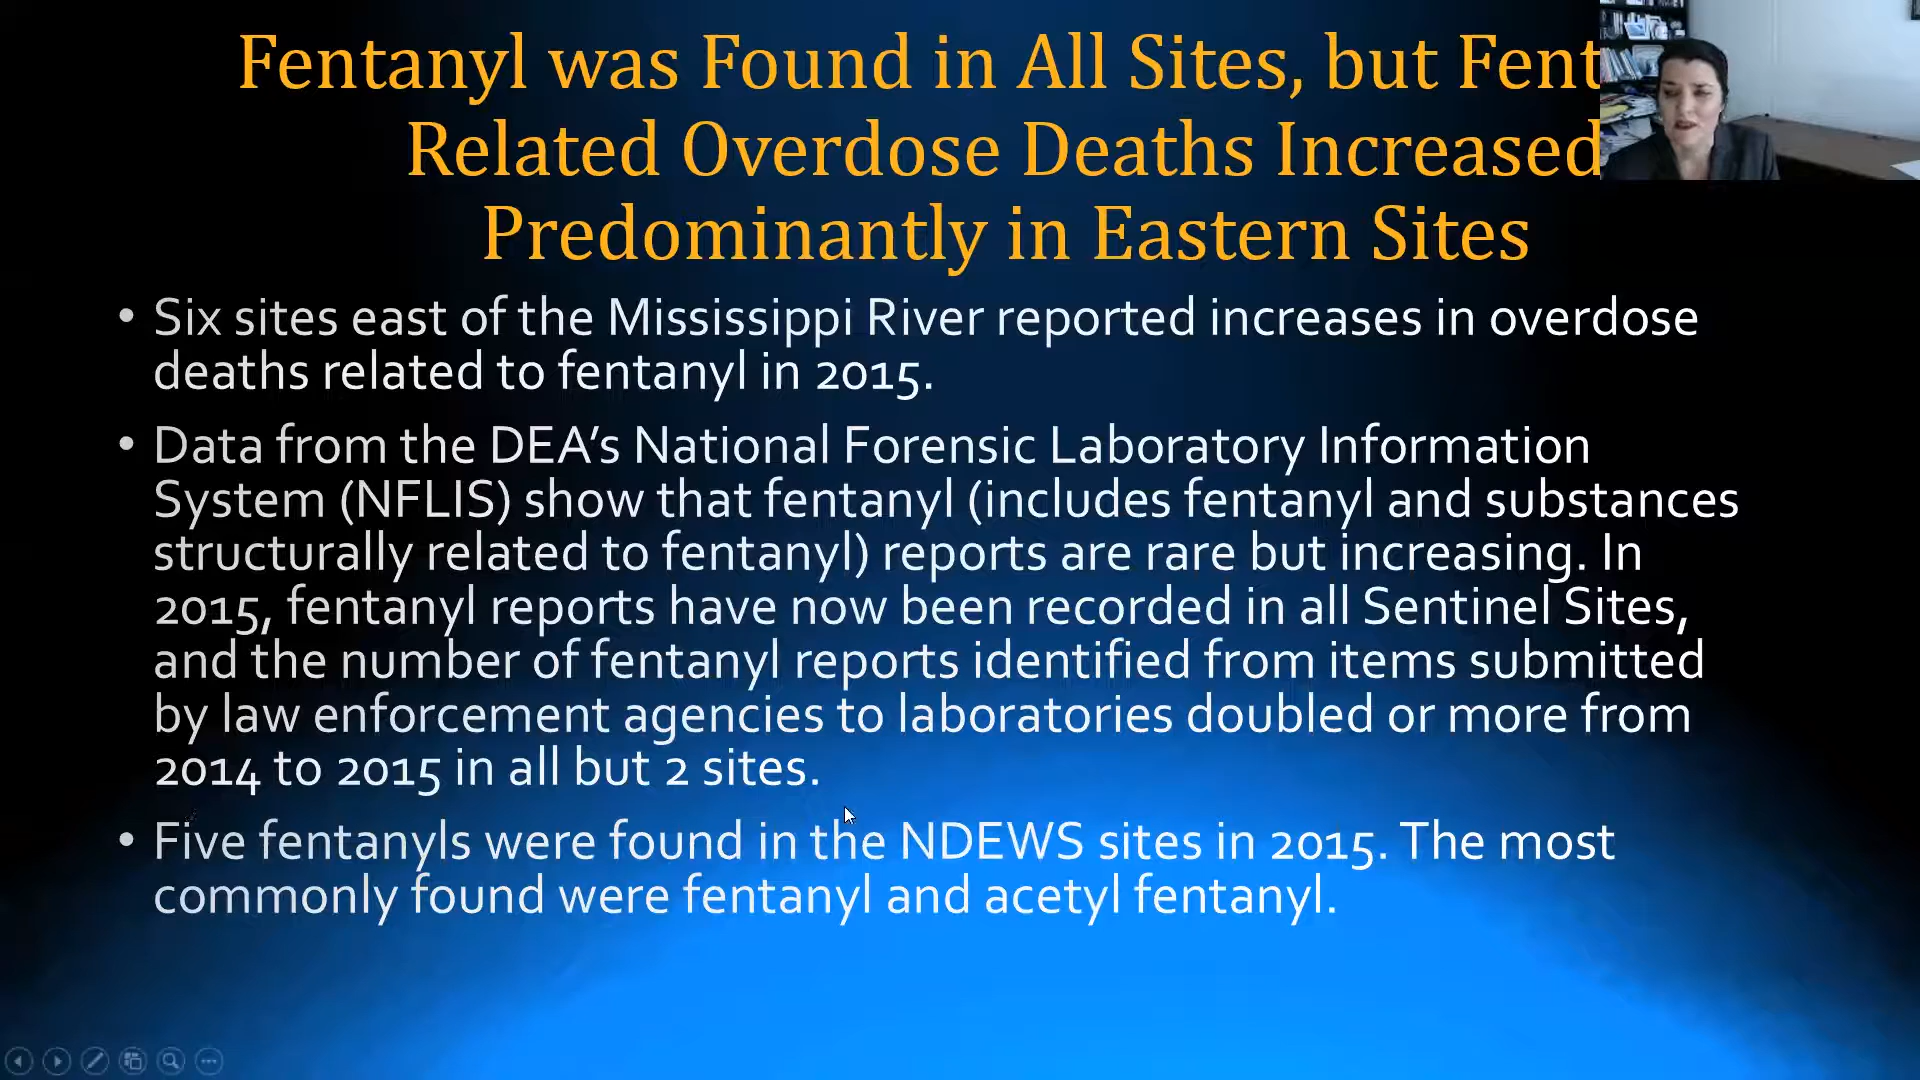 Fentanyl was Found in All Sites, but Fent
Related Overdose Deaths Increased
Predominantly in Eastern Sites
• Six sites east of the Mississippi River reported increases in overdose
deaths related to fentanyl in 2015.
• Data from the DEA’s National Forensic Laboratory Information
System (NFLIS) show that fentanyl (includes fentanyl and substances
structurally related to fentanyl) reports are rare but increasing. In
2015, fentanyl reports have now been recorded in all Sentinel Sites,
and the number of fentanyl reports identified from items submitted
by law enforcement agencies to laboratories doubled or more from
2014 to 2015 in all but 2 sites.
• Five fentanyls were found in the NDEWS sites in 2015. The most
commonly found were fentanyl and acetyl fentanyl.